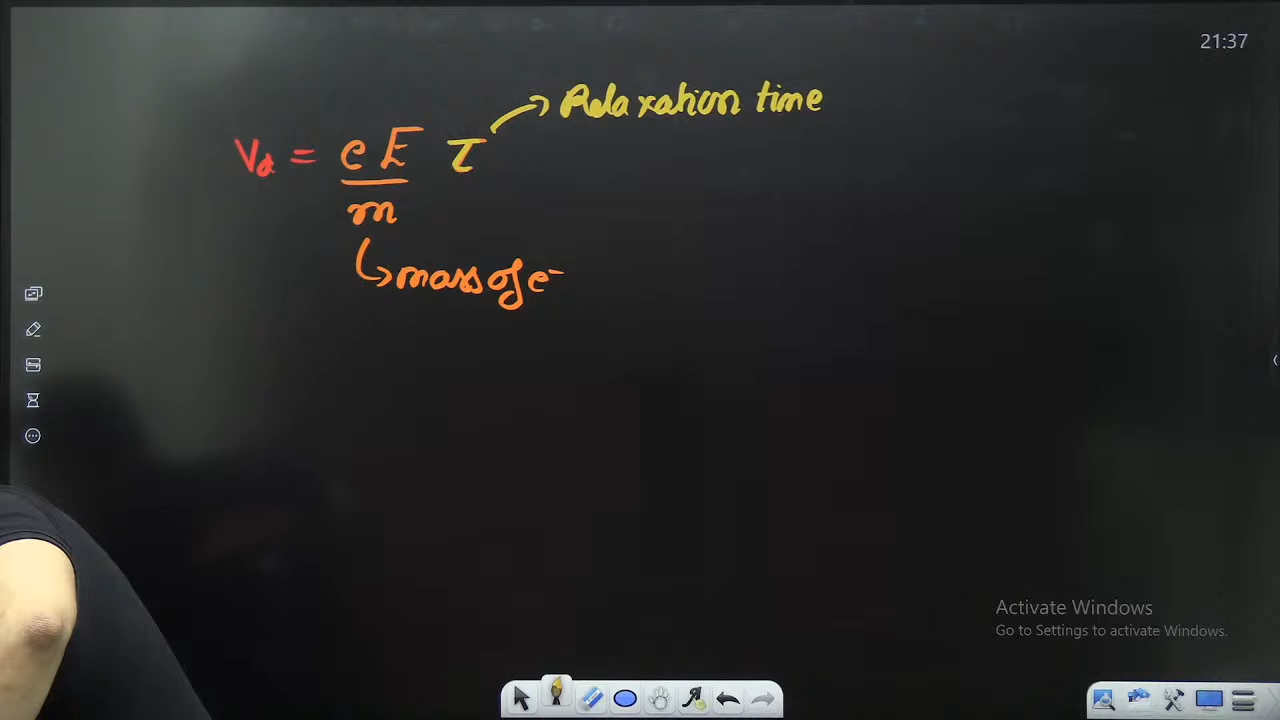 21:37
Relaxation time
Vd = eE/m τ
mass of e-
Activate Windows
Go to Settings to activate Windows.